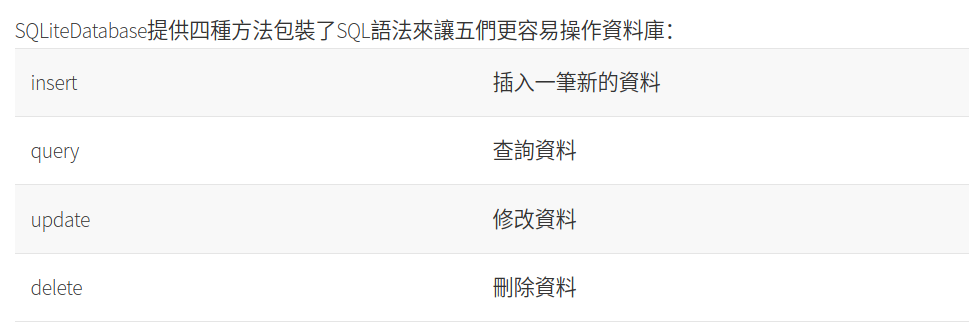 SQLiteDatabase提供四種方法包裝了SQL語法來讓五們更容易操作資料庫：
insert 插入一筆新的資料
query 查詢資料
update 修改資料
delete 刪除資料